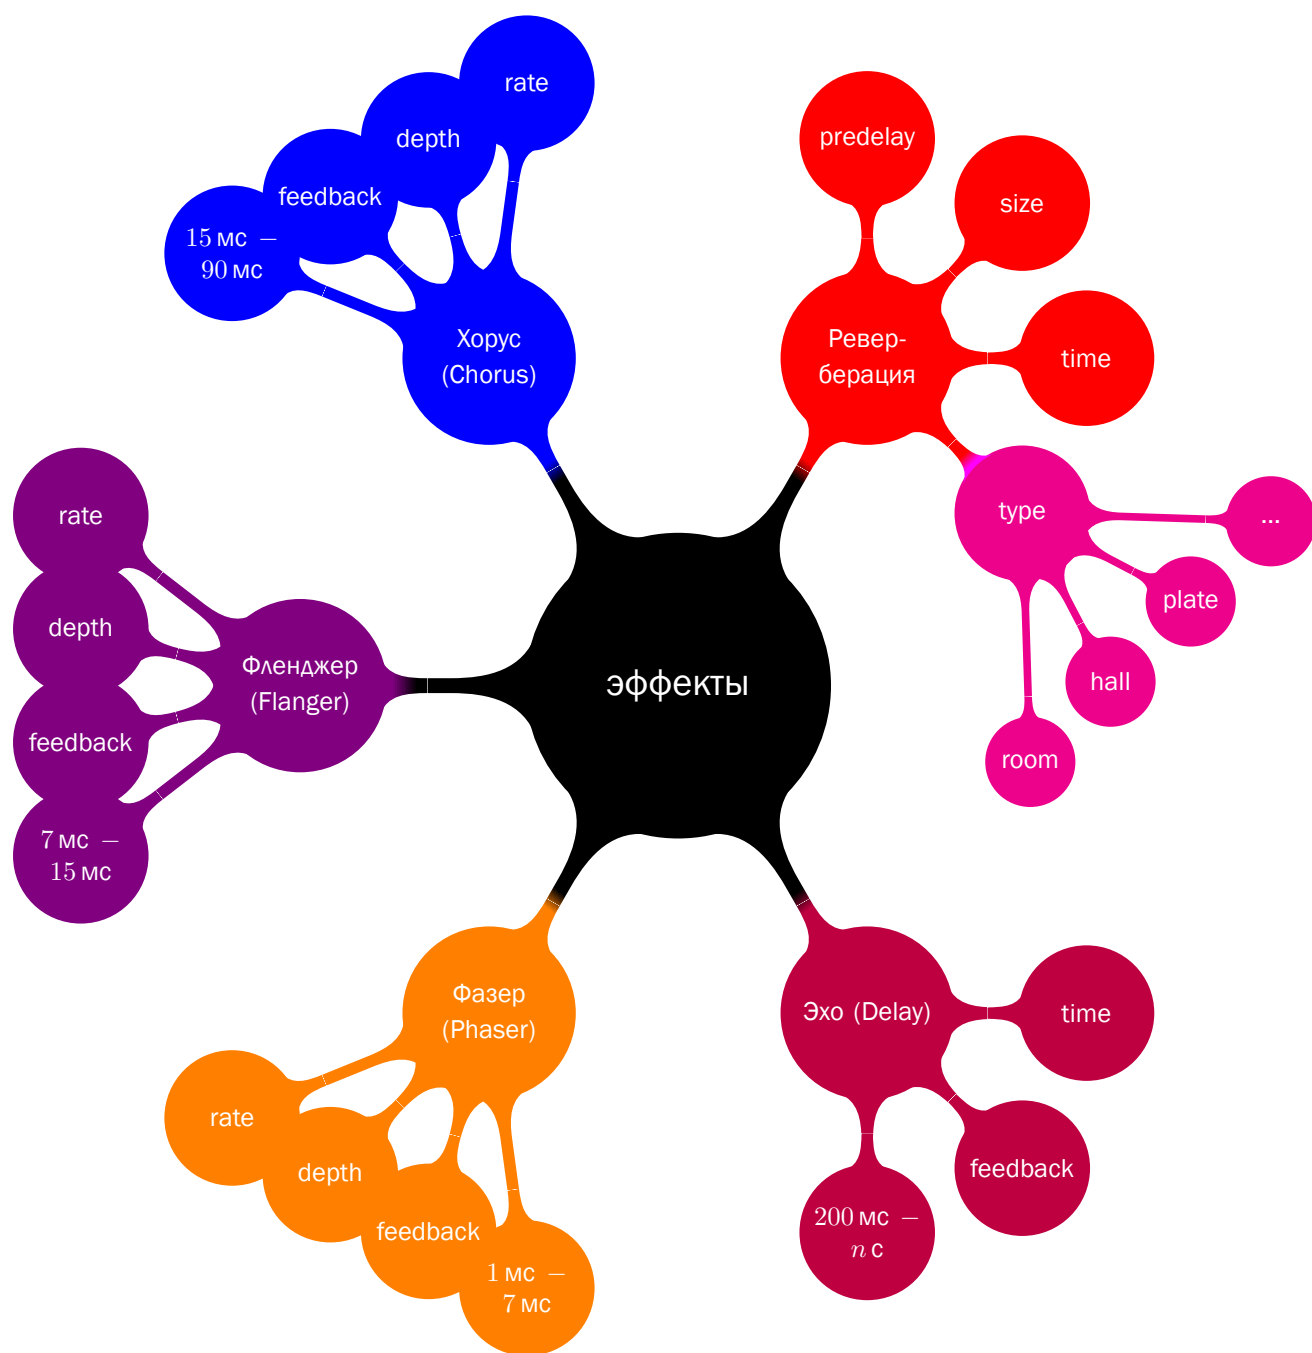 rate
depth
feedback
15 мс –
90 мс
Хорус
(Chorus)
predelay
size
time
Ревер-
берация
type
...
plate
hall
room
rate
depth
feedback
7 мс –
15 мс
Фленджер
(Flanger)
эффекты
Фазер
(Phaser)
rate
depth
feedback
1 мс –
7 мс
Эхо (Delay)
time
feedback
200 мс –
n с